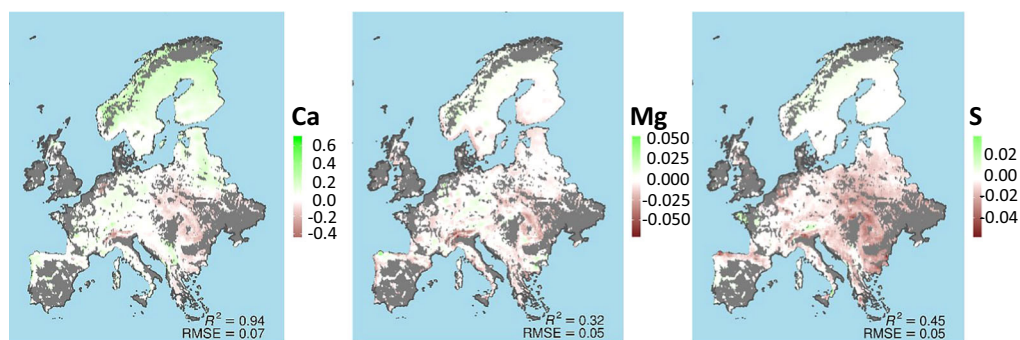 Ca
0.6
0.4
0.2
0.0
-0.2
-0.4
R² = 0.94
RMSE = 0.07
Mg
0.050
0.025
0.000
-0.025
-0.050
R² = 0.32
RMSE = 0.05
S
0.02
0.00
-0.02
-0.04
R² = 0.45
RMSE = 0.05